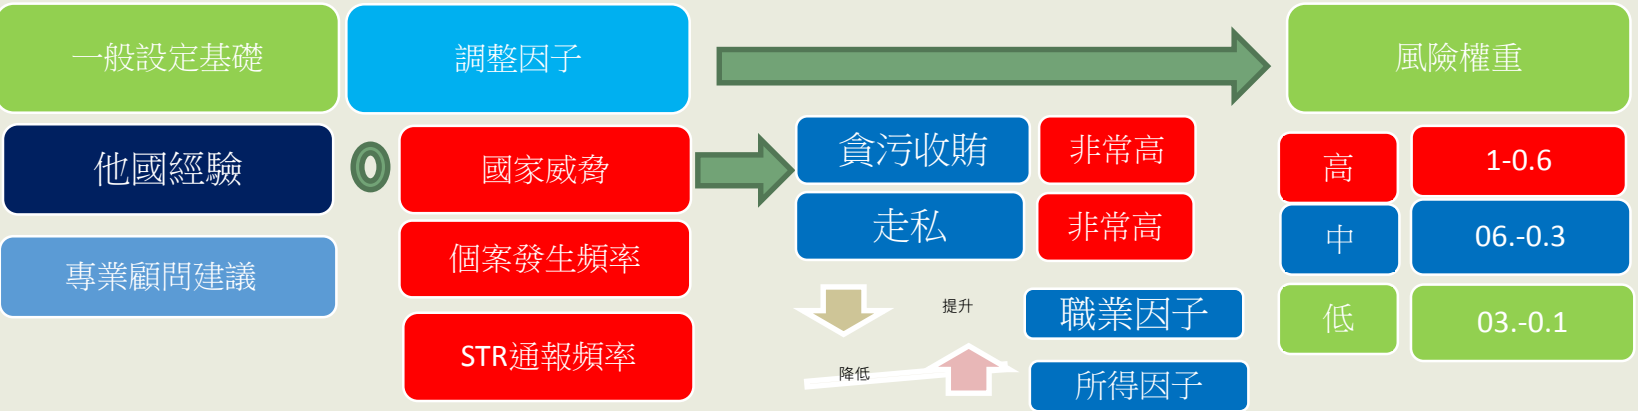 一般設定基礎
調整因子
風險權重
他國經驗
國家威脅
貪污收賄
非常高
高
1-0.6
走私
非常高
中
06.-0.3
專業顧問建議
個案發生頻率
提升
職業因子
低
03.-0.1
STR通報頻率
降低
所得因子